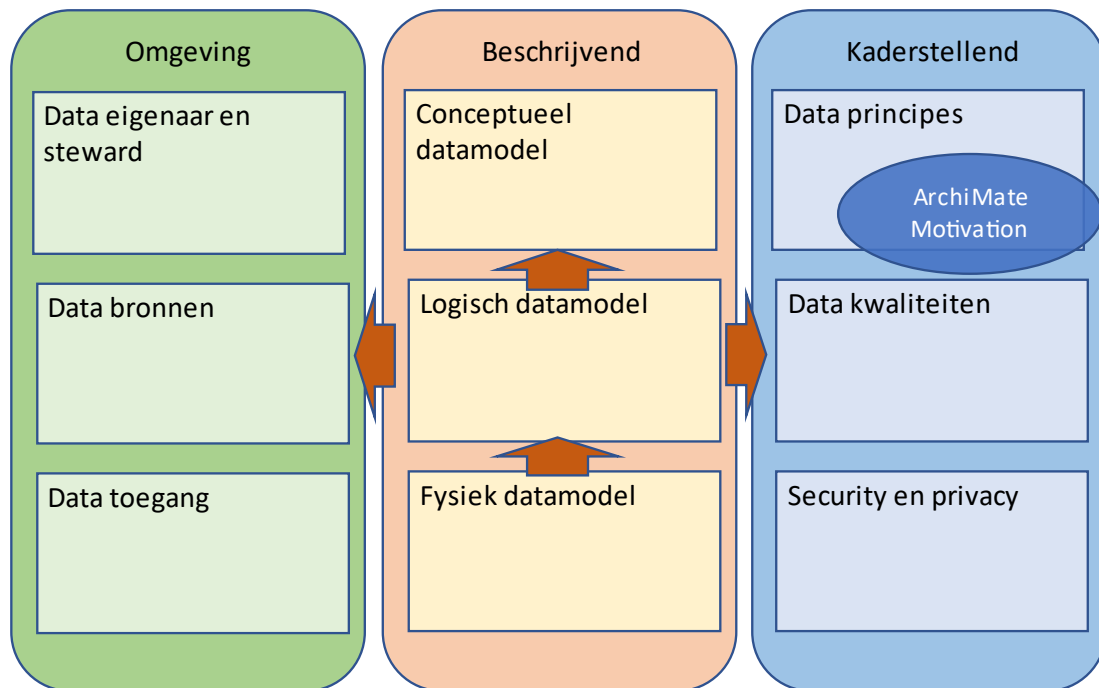 Omgeving
Data eigenaar en
steward
Data bronnen
Data toegang
Beschrijvend
Conceptueel
datamodel
Logisch datamodel
Fysiek datamodel
Kaderstellend
Data principes
ArchiMate
Motivation
Data kwaliteiten
Security en privacy